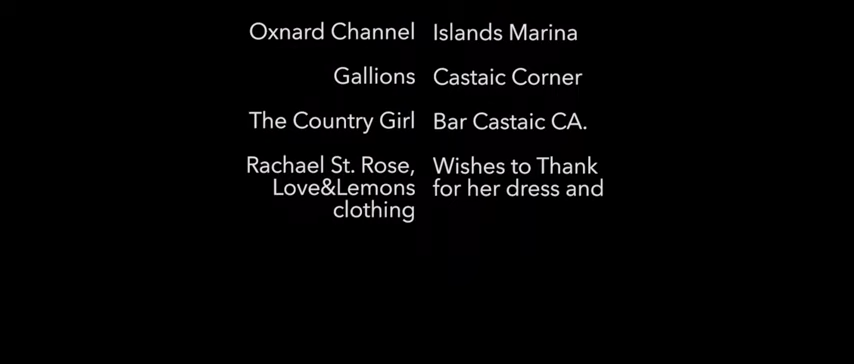 Oxnard Channel Islands Marina
Gallions Castaic Corner
The Country Girl Bar Castaic CA.
Rachael St. Rose, Wishes to Thank
Love&Lemons for her dress and
clothing